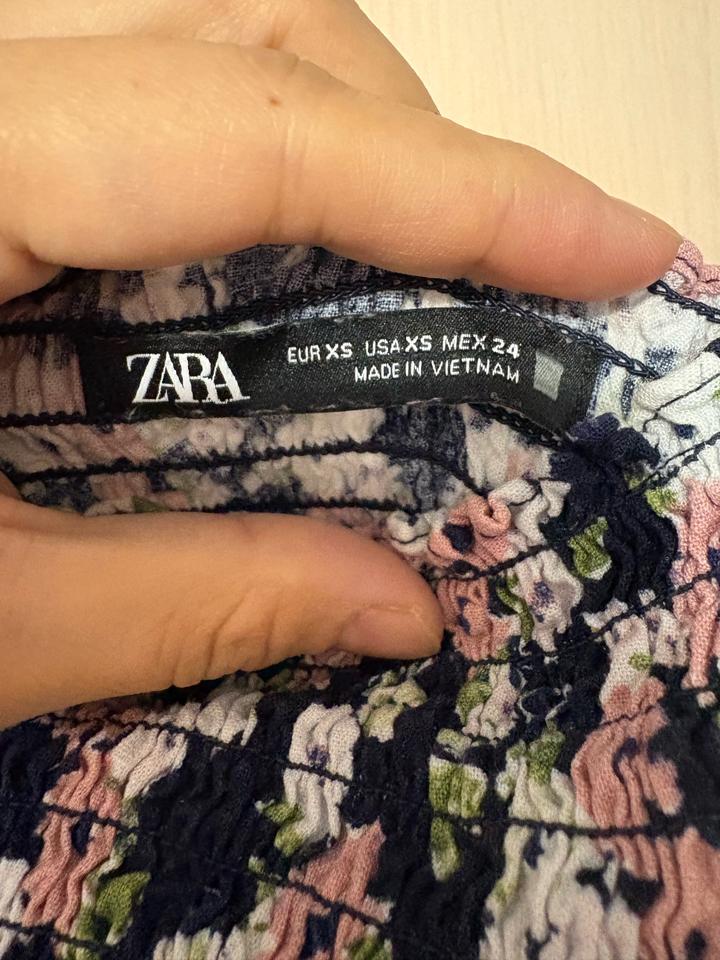 ZARA
EUR XS USA XS MEX 24
MADE IN VIETNAM